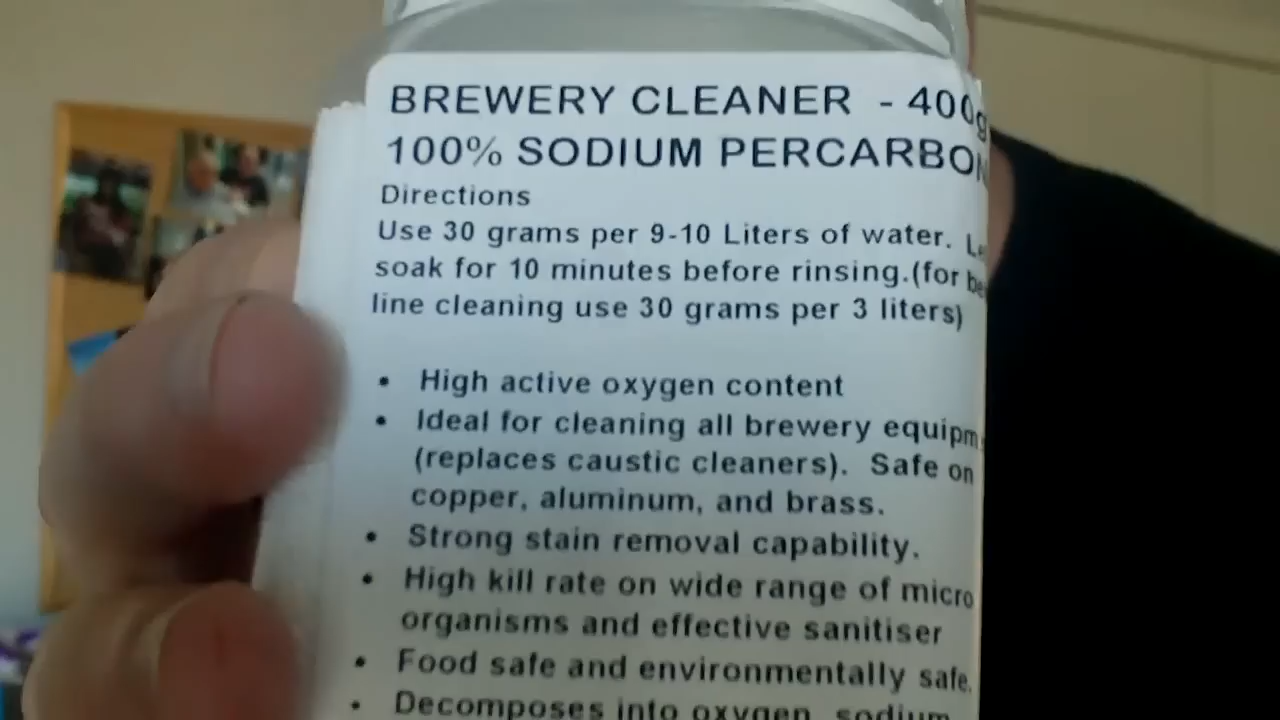 BREWERY CLEANER - 400g
100% SODIUM PERCARBON
Directions
Use 30 grams per 9-10 Liters of water. Le
soak for 10 minutes before rinsing.(for be
line cleaning use 30 grams per 3 liters)
• High active oxygen content
• Ideal for cleaning all brewery equipm
(replaces caustic cleaners). Safe on
copper, aluminum, and brass.
• Strong stain removal capability.
• High kill rate on wide range of micro
organisms and effective sanitiser
• Food safe and environmentally safe.
• Decomposes into oxygen, sodium